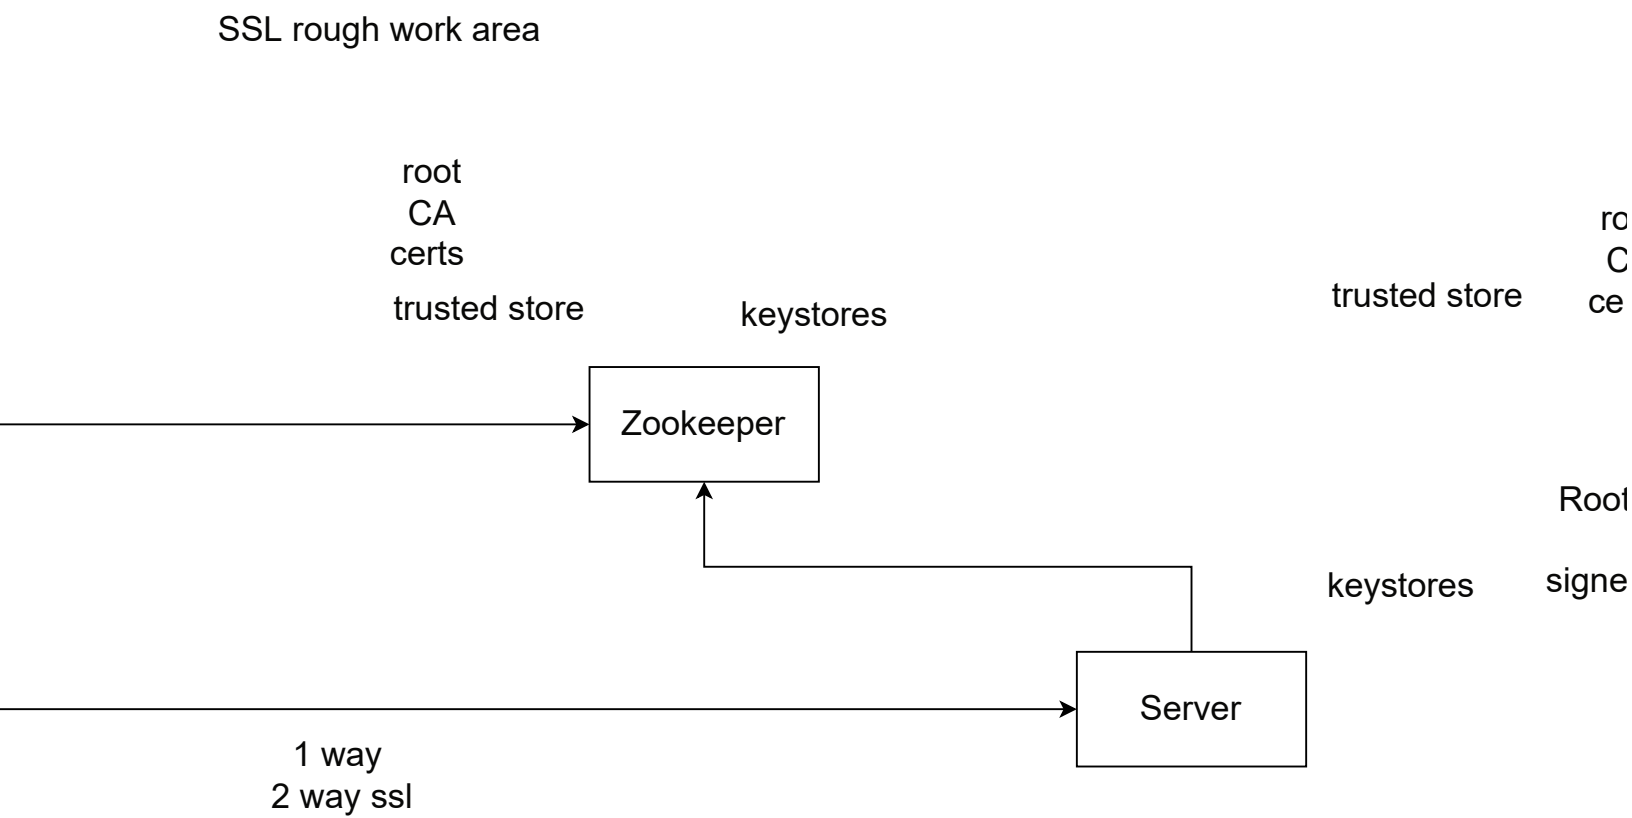 SSL rough work area
root
CA
certs
trusted store
keystores
trusted store
Zookeeper
Root
keystores
Server
1 way
2 way ssl